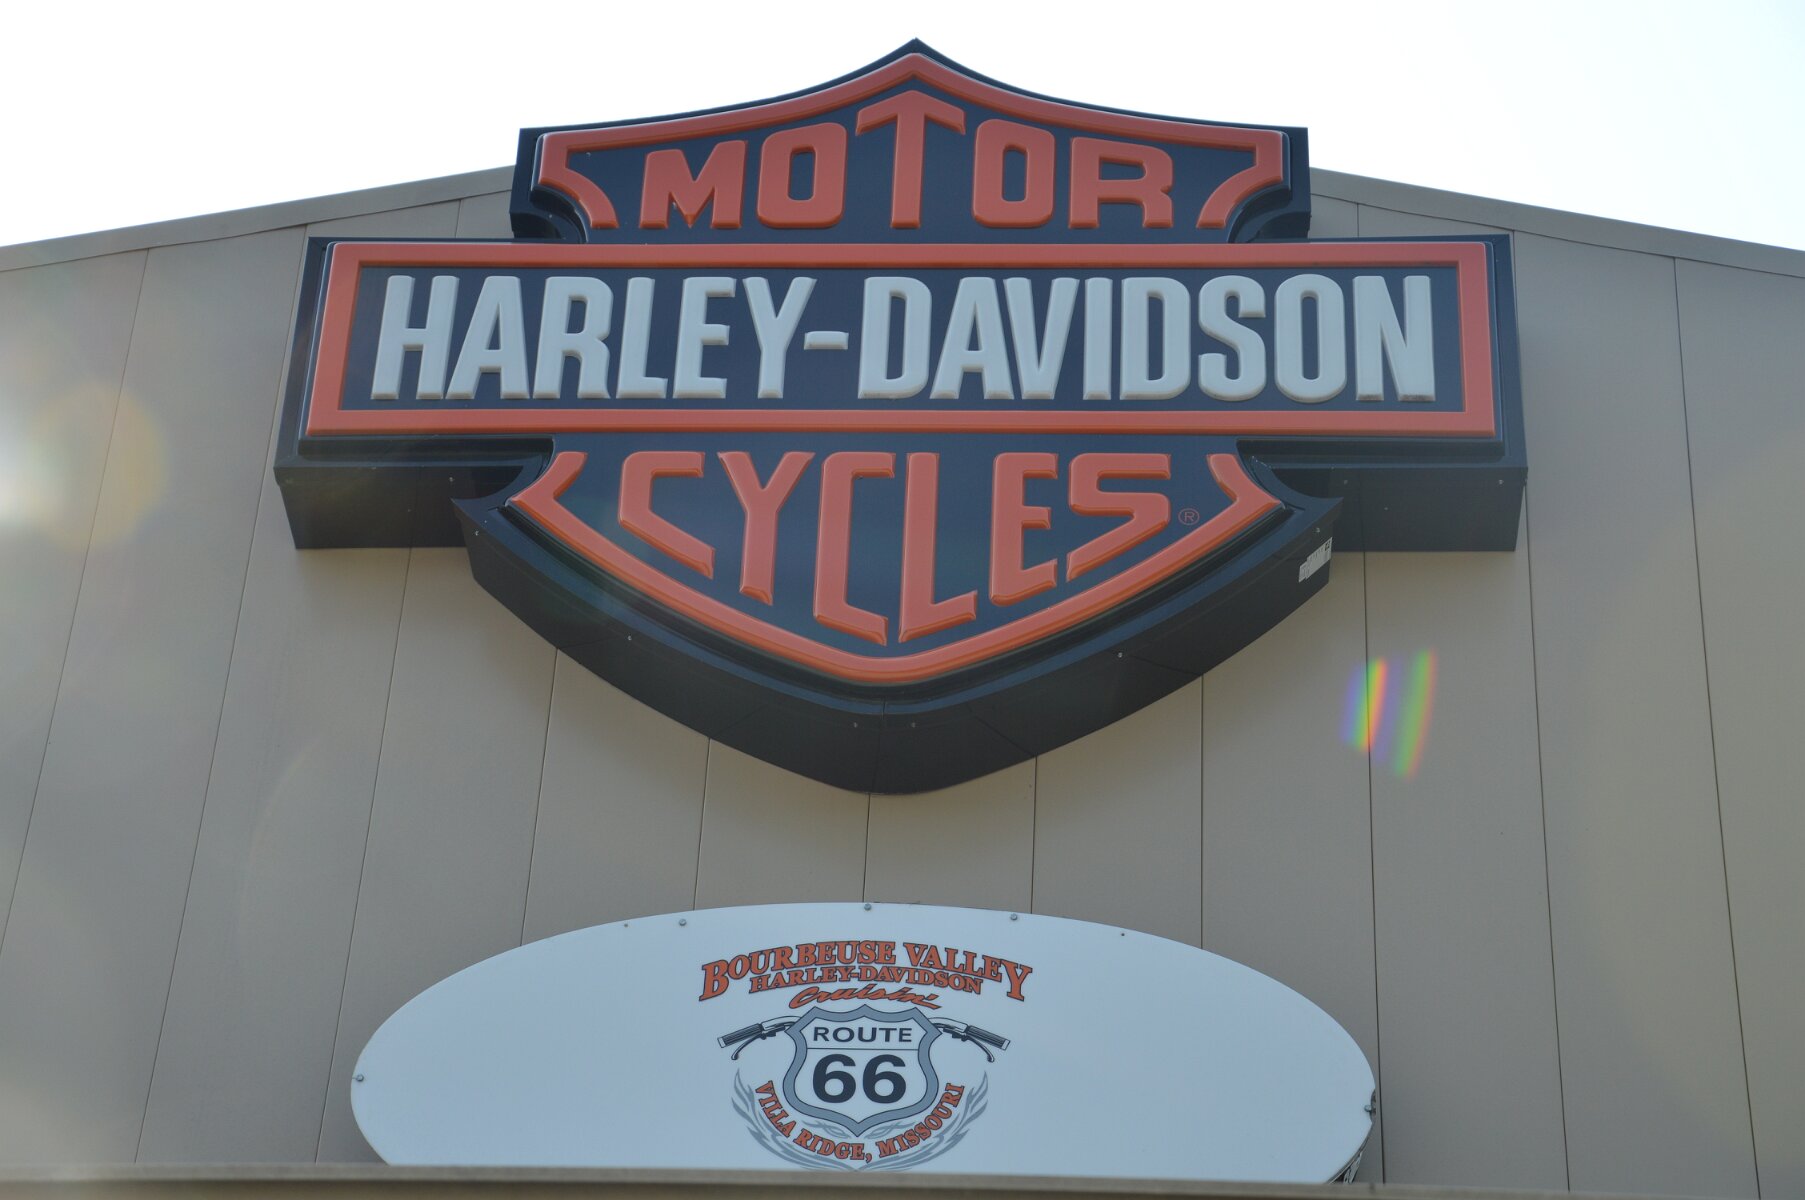 MOTOR
HARLEY-DAVIDSON
CYCLES ®
BOURBEUSE VALLEY
HARLEY-DAVIDSON
Cruisin'
ROUTE
66
VILLA RIDGE, MISSOURI